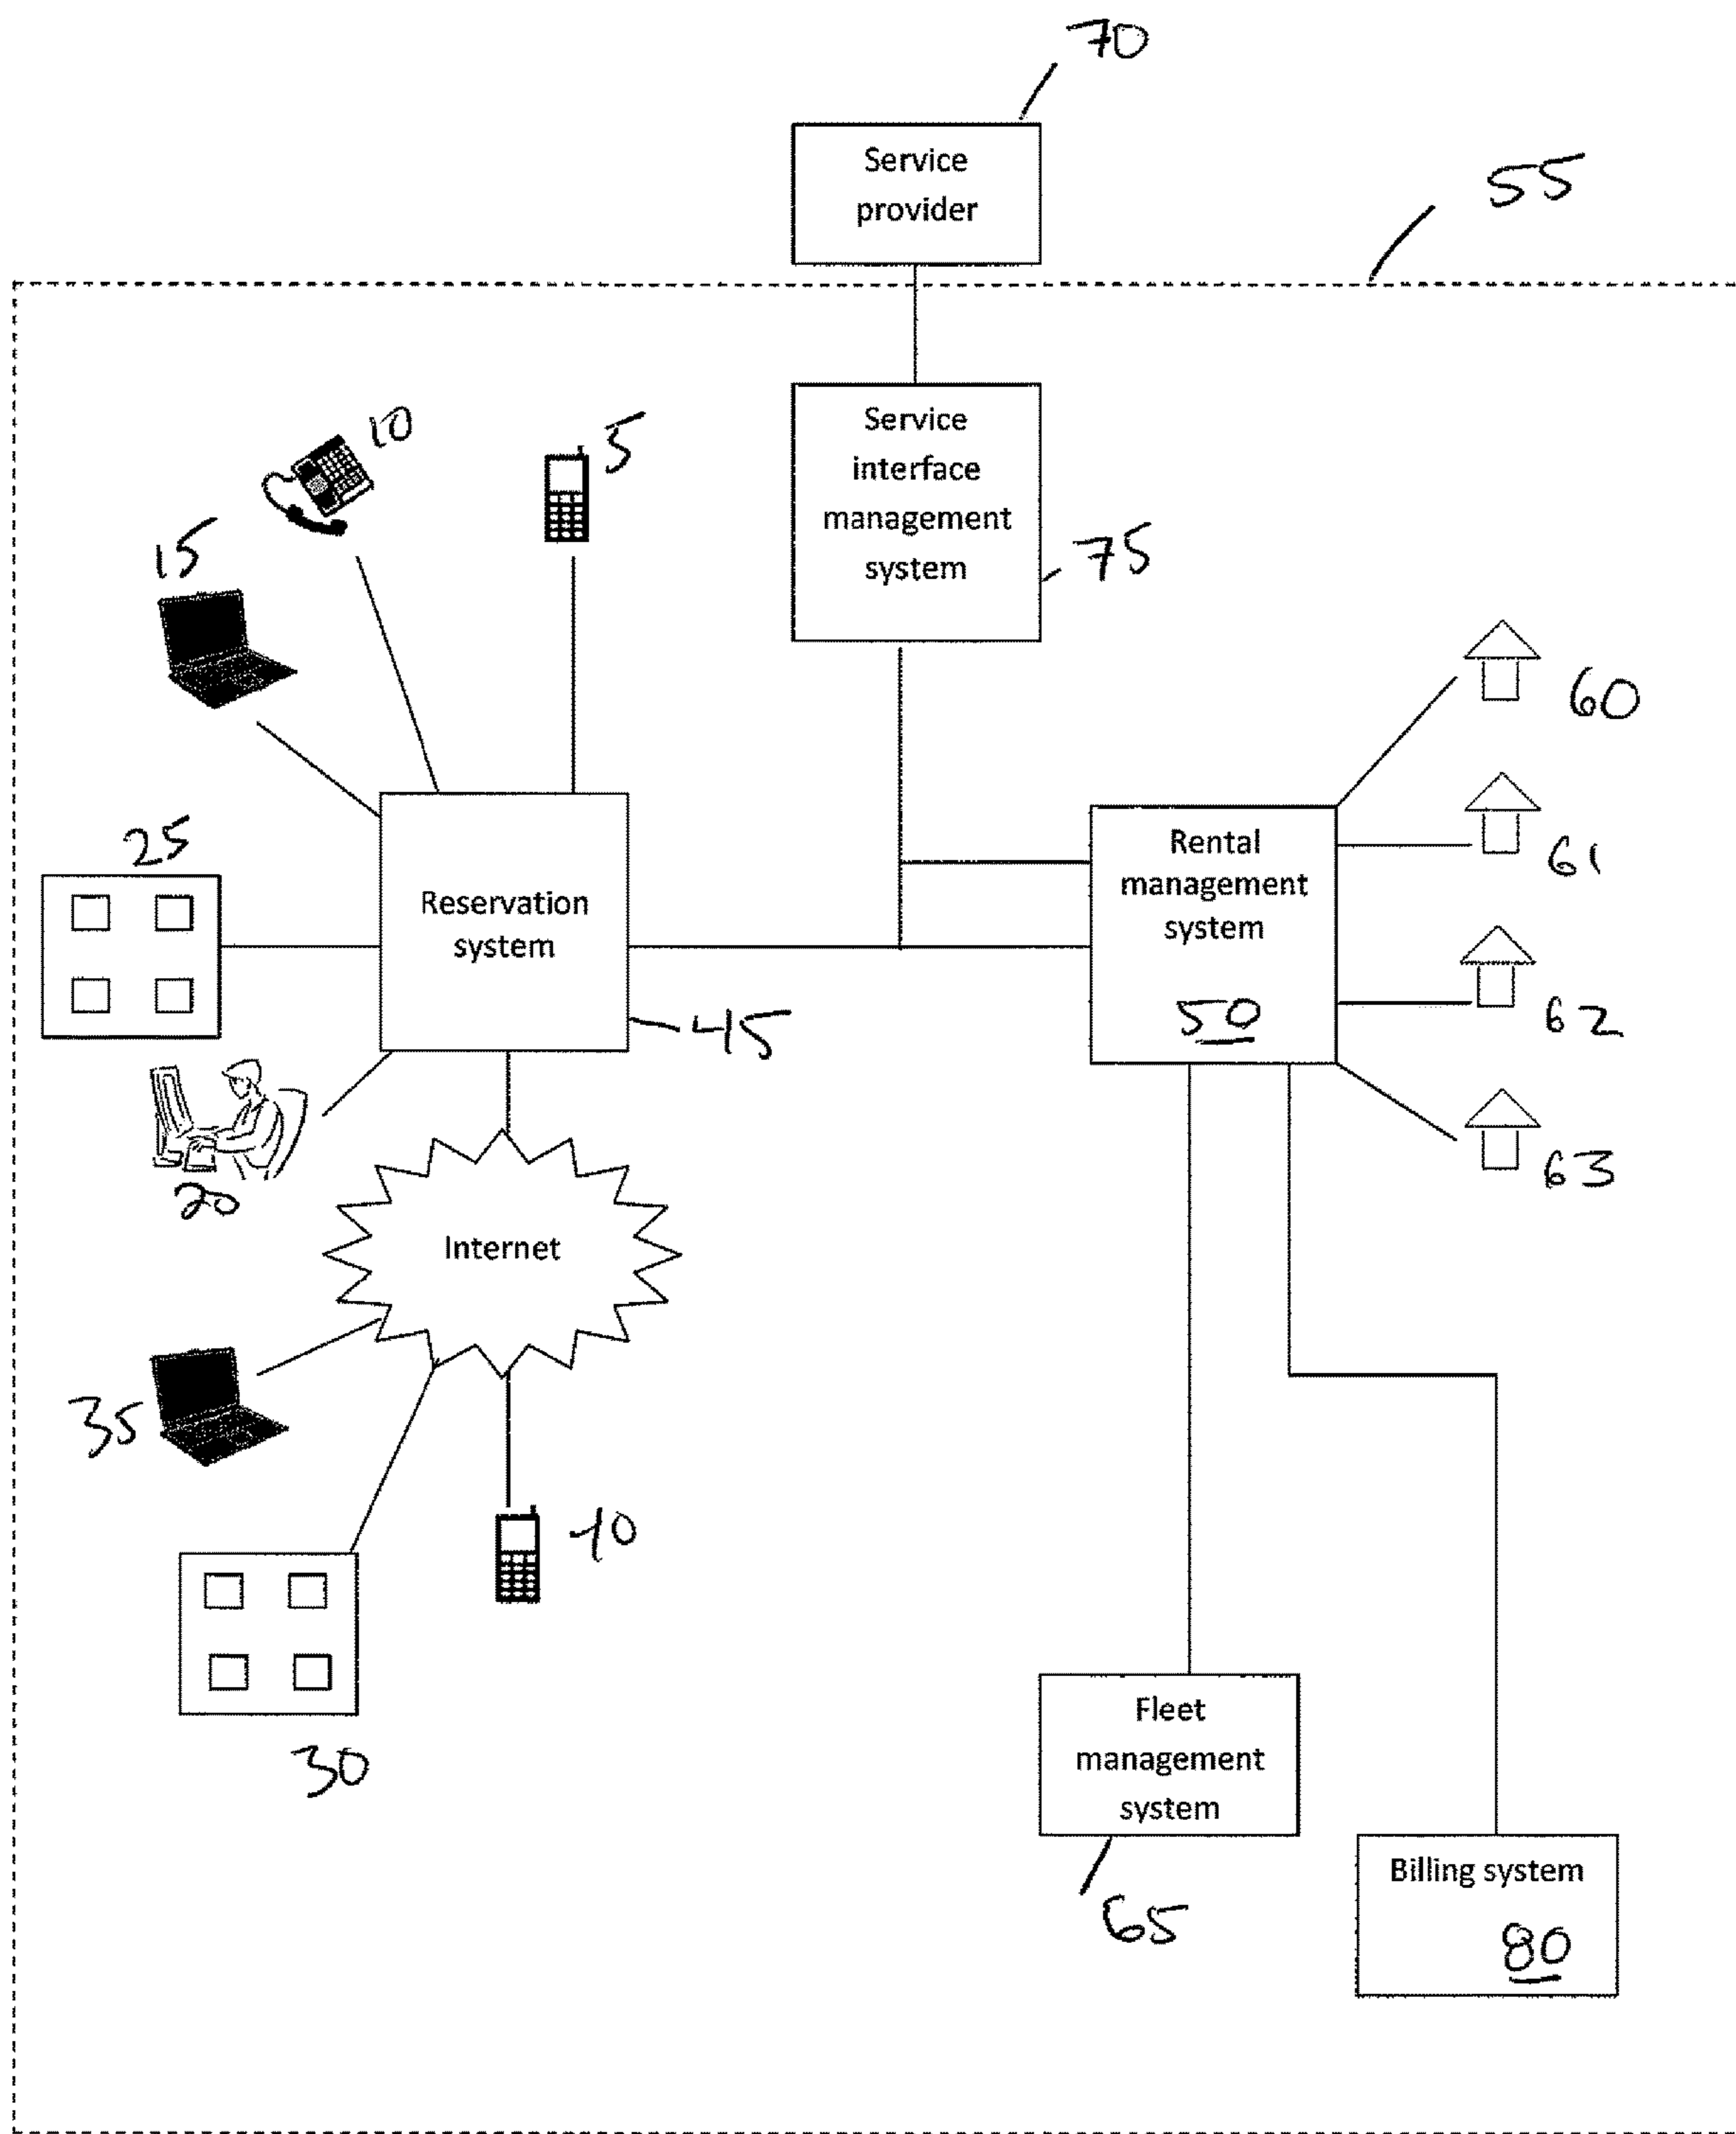 70
Service
provider
55
Service
interface
management
system
75
10
5
15
60
25
Reservation
system
45
Rental
management
system
50
61
62
20
63
Internet
35
40
30
Fleet
management
system
65
Billing system
80